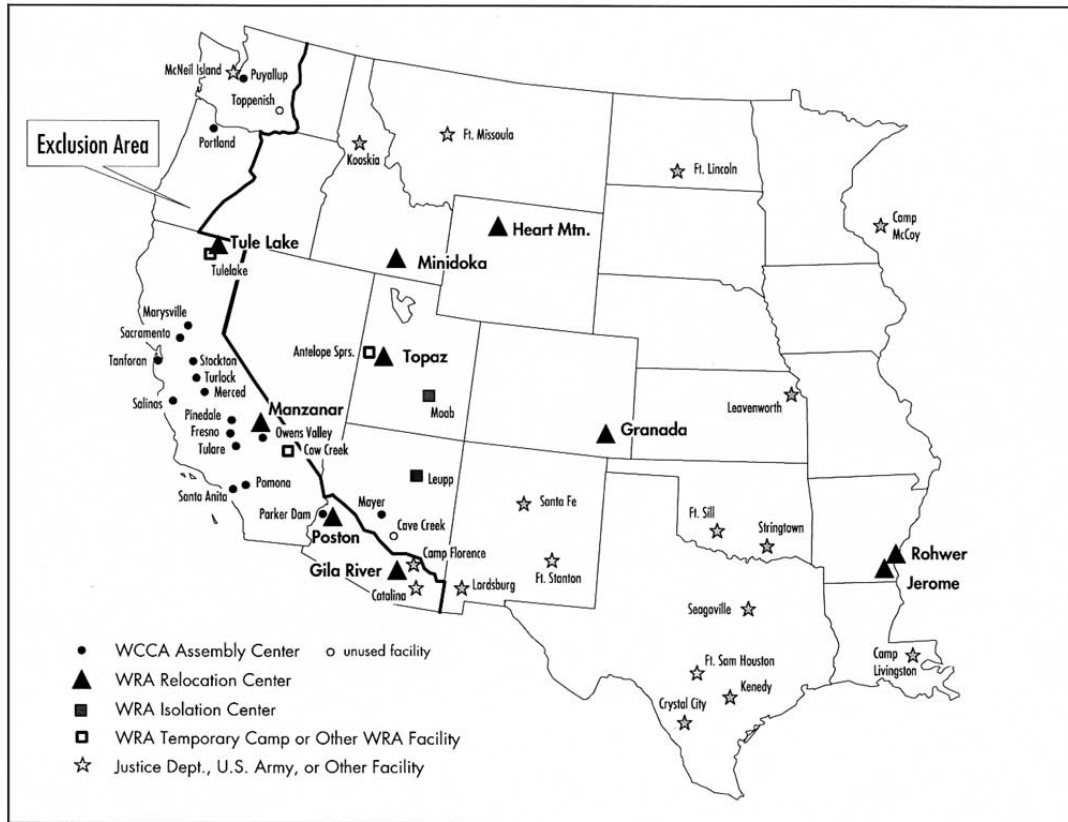 McNeil Island
Puyallup
Toppenish
Portland
Exclusion Area
Kooskia
Ft. Missoula
Ft. Lincoln
Camp
McCoy
Heart Mtn.
Minidoka
Tule Lake
Tulelake
Marysville
Sacramento
Tanforan
Stockton
Turlock
Merced
Salinas
Pinedale
Fresno
Tulare
Manzanar
Owens Valley
Cow Creek
Antelope Sprs.
Topaz
Moab
Granada
Leavenworth
Santa Anita
Pomona
Leupp
Parker Dam
Poston
Mayer
Cave Creek
Camp Florence
Gila River
Catalina
Lordsburg
Santa Fe
Ft. Stanton
Ft. Sill
Stringtown
Rohwer
Jerome
Seagoville
Ft. Sam Houston
Kenedy
Crystal City
Camp
Livingston
WCCA Assembly Center
unused facility
WRA Relocation Center
WRA Isolation Center
WRA Temporary Camp or Other WRA Facility
Justice Dept., U.S. Army, or Other Facility